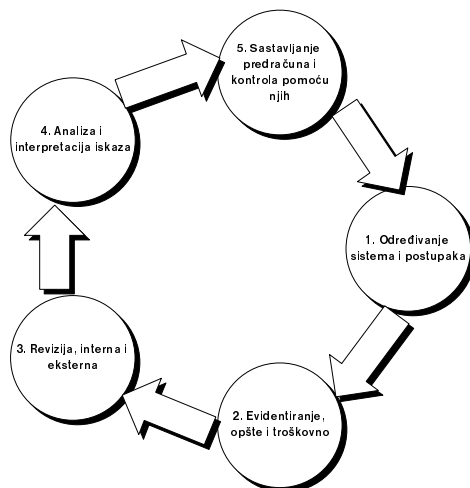 5. Sastavljanje
predračuna i
kontrola pomoću
njih
4. Analiza i
interpretacija iskaza
1. Određivanje
sistema i postupaka
3. Revizija, interna i
eksterna
2. Evidentiranje,
opšte i troškovno